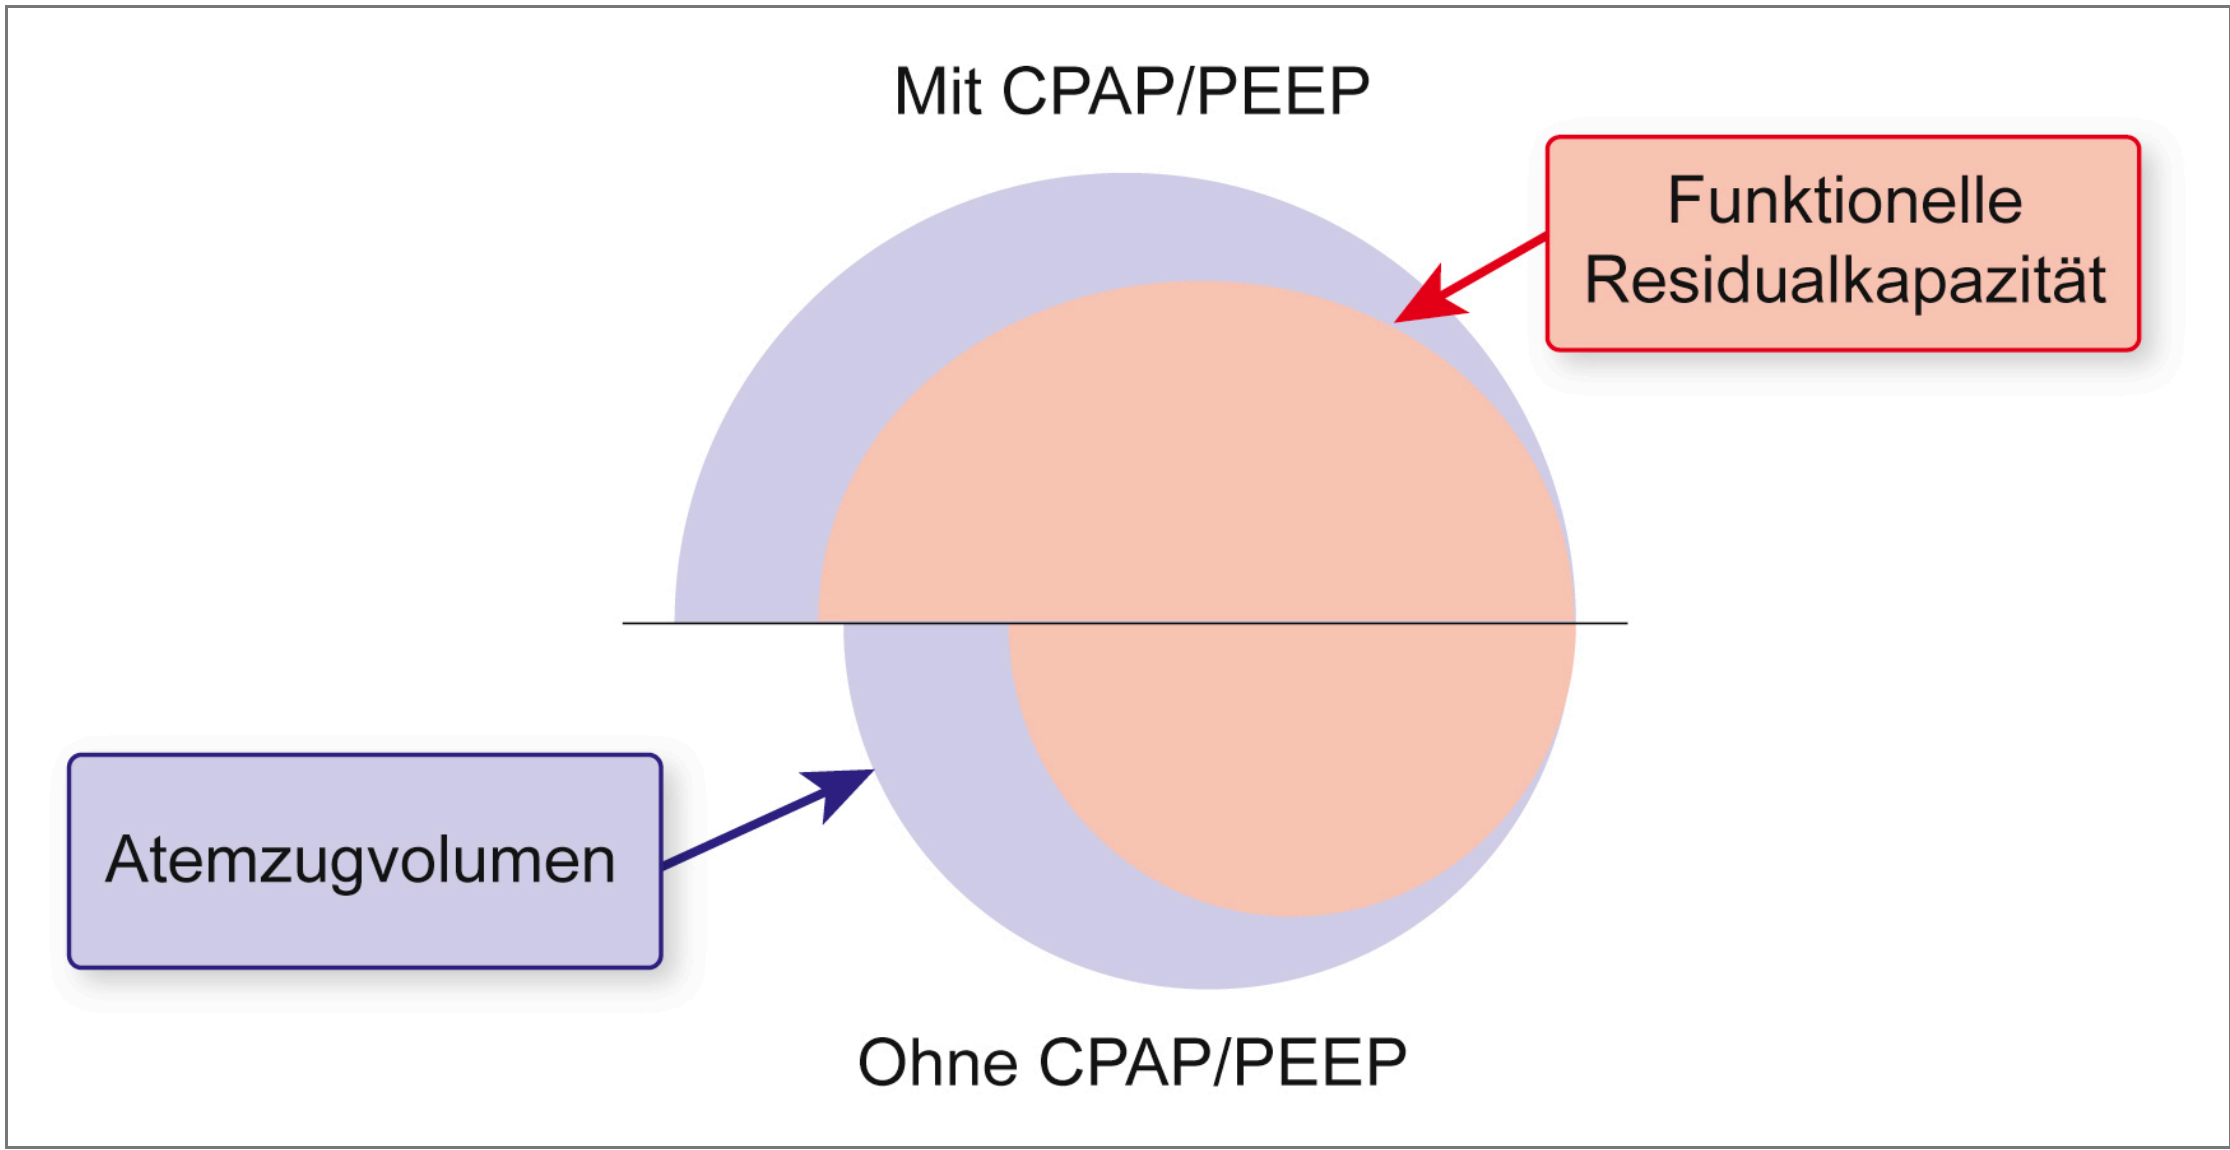 Mit CPAP/PEEP
Funktionelle
Residualkapazität
Atemzugvolumen
Ohne CPAP/PEEP